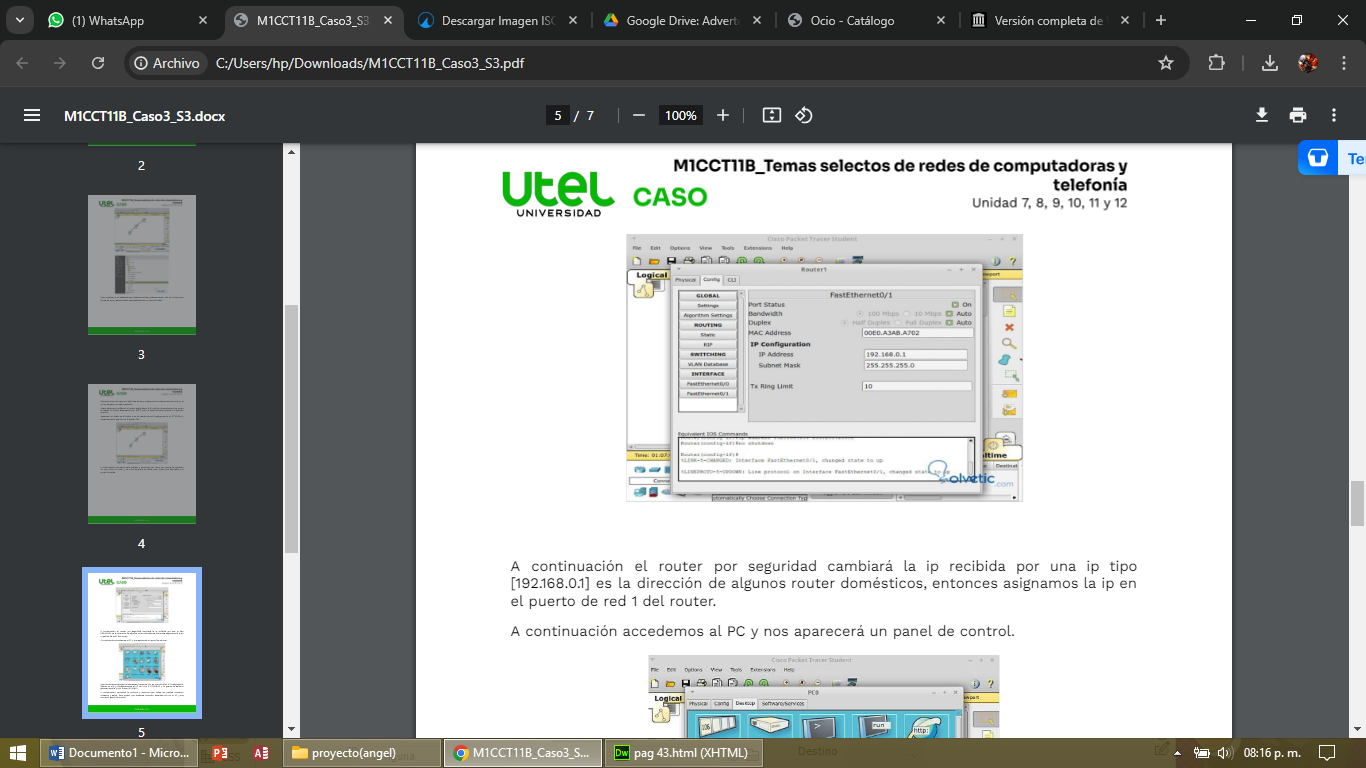 (1) WhatsApp
M1CCT11B_Caso3_S3
Descargar Imagen ISO
Google Drive: Advert
Ocio - Catálogo
Versión completa de
Archivo
C:/Users/hp/Downloads/M1CCT11B_Caso3_S3.pdf
M1CCT11B_Caso3_S3.docx
5 / 7
100%
2
3
4
5
M1CCT11B_Temas selectos de redes de computadoras y
telefonía
Unidad 7, 8, 9, 10, 11 y 12
Utel
UNIVERSIDAD
CASO
Te
Cisco Packet Tracer Student
File Edit Options View Tools Extensions Help
Logical
Router1
Physical Config CLI
GLOBAL
Settings
Algorithm Settings
ROUTING
Static
RIP
SWITCHING
VLAN Database
INTERFACE
FastEthernet0/0
FastEthernet0/1
FastEthernet0/1
Port Status On
Bandwidth 100 Mbps 10 Mbps Auto
Duplex Half Duplex Full Duplex Auto
MAC Address 00E0.A3AB.A702
IP Configuration
IP Address 192.168.0.1
Subnet Mask 255.255.255.0
Tx Ring Limit 10
Equivalent IOS Commands
Router(config-if)#no shutdown
Router(config-if)#
%LINK-5-CHANGED: Interface FastEthernet0/1, changed state to up
%LINEPROTO-5-UPDOWN: Line protocol on Interface FastEthernet0/1, changed state to up
Time: 01:07:
Solvetic.com
A continuación el router por seguridad cambiará la ip recibida por una ip tipo
[192.168.0.1] es la dirección de algunos router domésticos, entonces asignamos la ip en
el puerto de red 1 del router.
A continuación accedemos al PC y nos aparecerá un panel de control.
Cisco Packet Tracer Student
File Edit Options View Tools Extensions Help
Logical
PC0
Physical Config Desktop Software/Services
106
run
http:
Documento1 - Micro...
proyecto(angel)
M1CCT11B_Caso3_S...
pag 43.html (XHTML)
Destino
08:16 p. m.